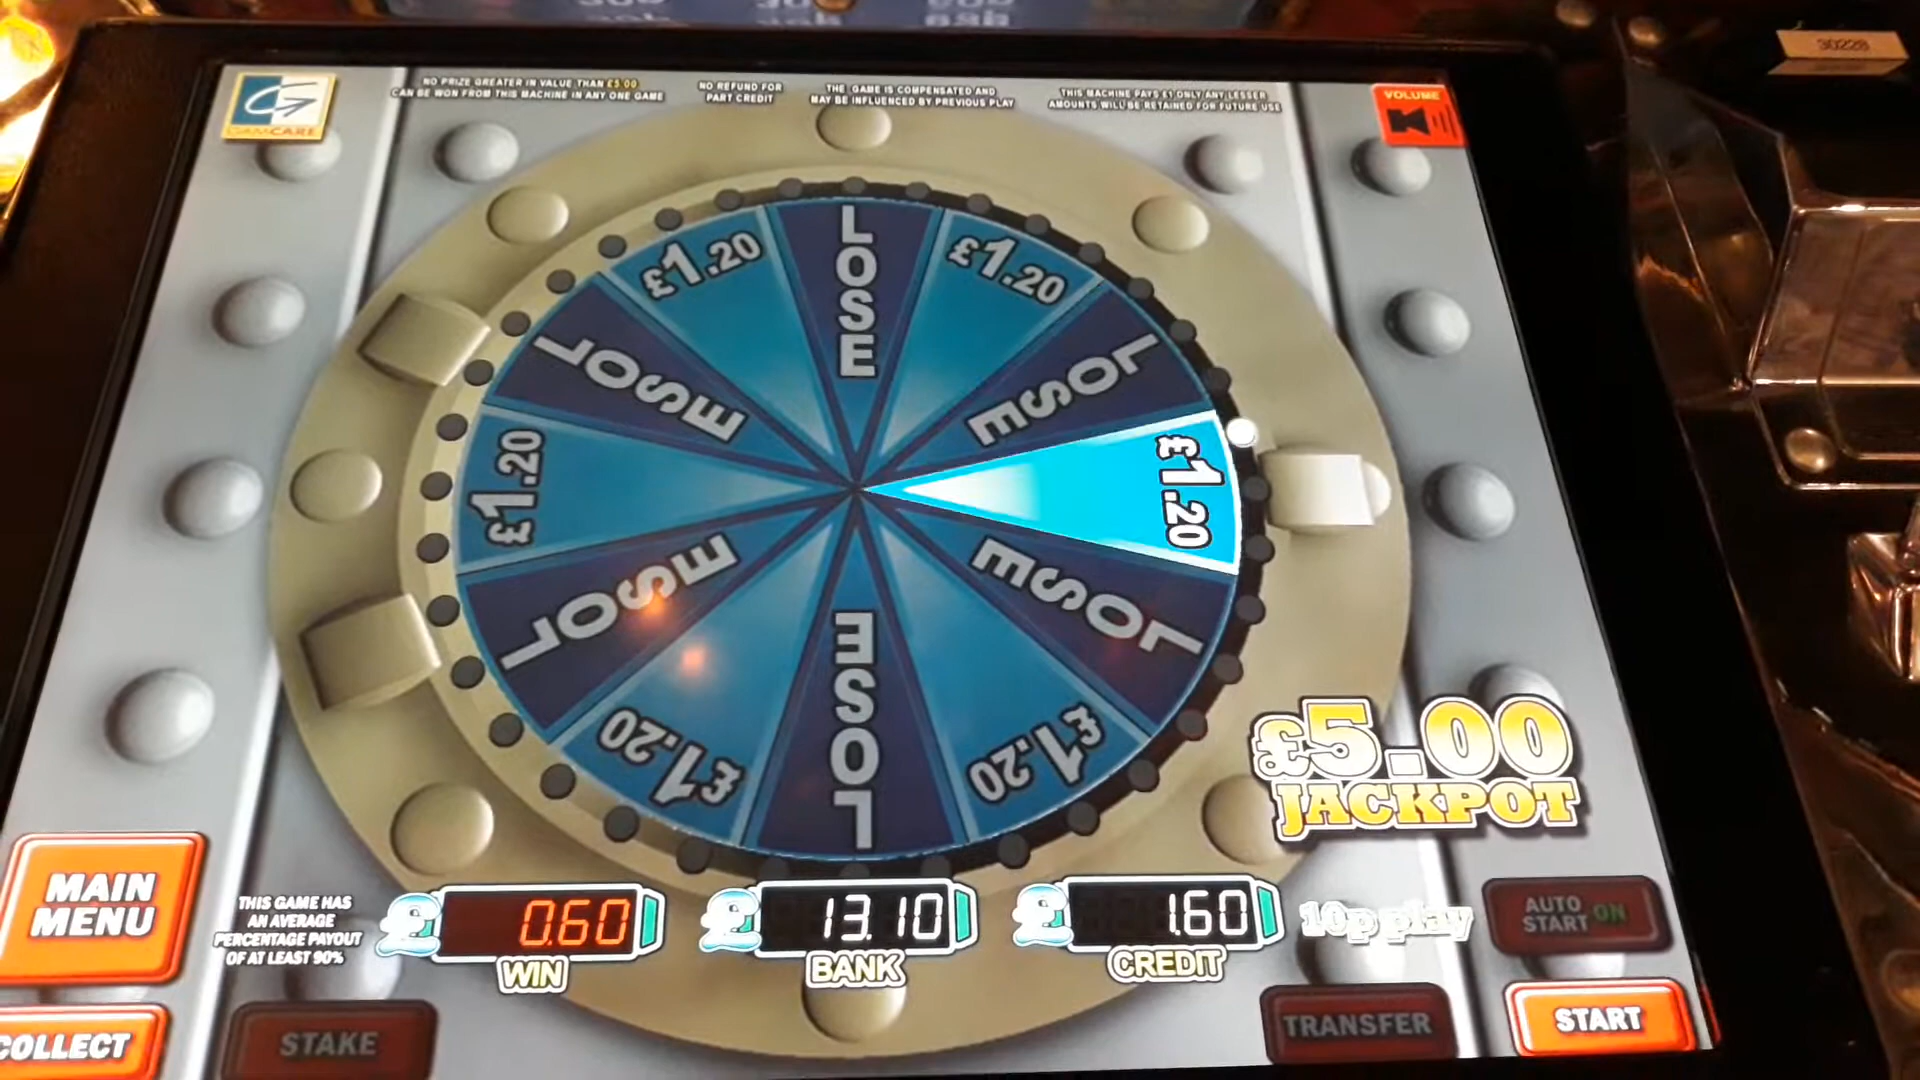 30228
GAMCARE
NO PRIZE GREATER IN VALUE THAN £5.00
CAN BE WON FROM THIS MACHINE IN ANY ONE GAME
NO REFUND FOR
PART CREDIT
THE GAME IS COMPENSATED AND
MAY BE INFLUENCED BY PREVIOUS PLAY
THIS MACHINE PAYS £1 ONLY ANY LESSER
AMOUNTS WILL BE RETAINED FOR FUTURE USE
VOLUME
LOSE
£1.20
LOSE
£1.20
LOSE
£1.20
LOSE
£1.20
LOSE
£1.20
LOSE
£1.20
£5.00
JACKPOT
MAIN
MENU
THIS GAME HAS
AN AVERAGE
PERCENTAGE PAYOUT
OF AT LEAST 90%
£ 0.60
WIN
£ 13.10
BANK
£ 1.60
CREDIT
10p play
AUTO
START ON
COLLECT
STAKE
TRANSFER
START